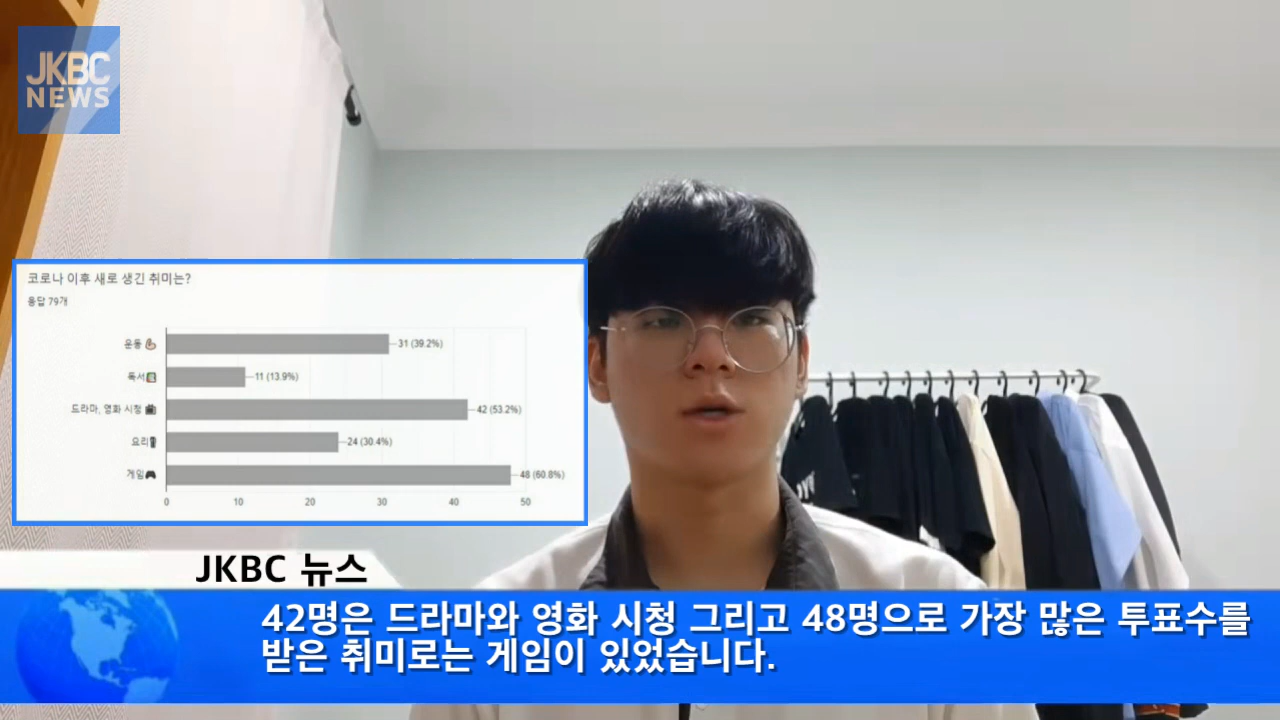 JKBC
NEWS
코로나 이후 새로 생긴 취미는?
응답 79개
운동💪 31 (39.2%)
독서📗 11 (13.9%)
드라마, 영화 시청 📺 42 (53.2%)
요리 24 (30.4%)
게임🎮 48 (60.8%)
0 10 20 30 40 50
JKBC 뉴스
42명은 드라마와 영화 시청 그리고 48명으로 가장 많은 투표수를
받은 취미로는 게임이 있었습니다.